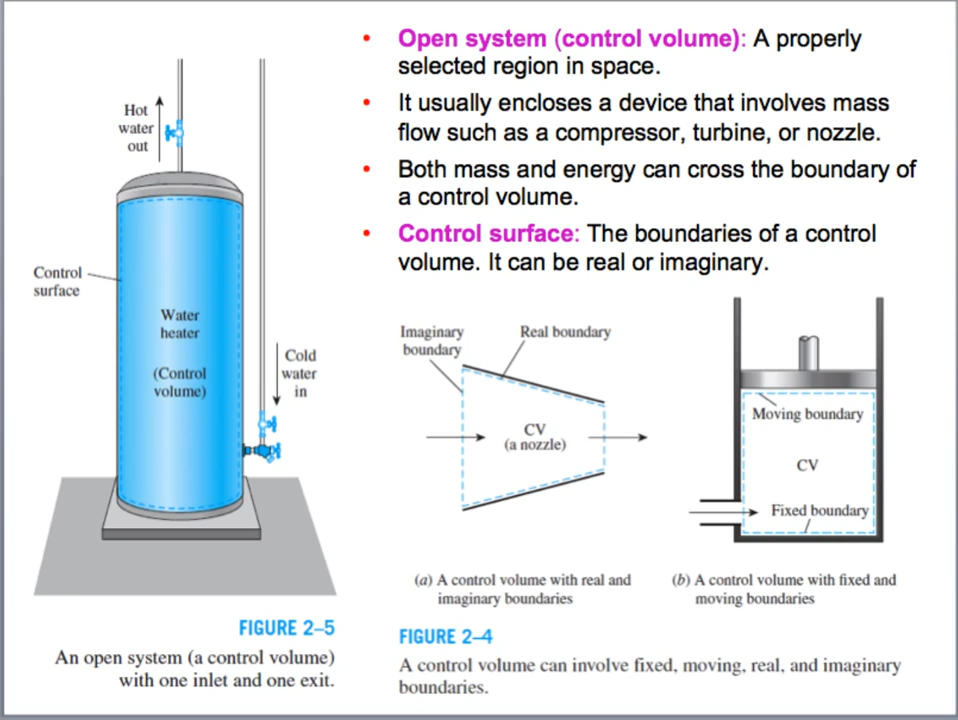 • Open system (control volume): A properly
selected region in space.
• It usually encloses a device that involves mass
flow such as a compressor, turbine, or nozzle.
• Both mass and energy can cross the boundary of
a control volume.
• Control surface: The boundaries of a control
volume. It can be real or imaginary.
Hot
water
out
Control
surface
Water
heater
(Control
volume)
Cold
water
in
FIGURE 2–5
An open system (a control volume)
with one inlet and one exit.
Imaginary
boundary
Real boundary
CV
(a nozzle)
(a) A control volume with real and
imaginary boundaries
Moving boundary
CV
Fixed boundary
(b) A control volume with fixed and
moving boundaries
FIGURE 2–4
A control volume can involve fixed, moving, real, and imaginary
boundaries.